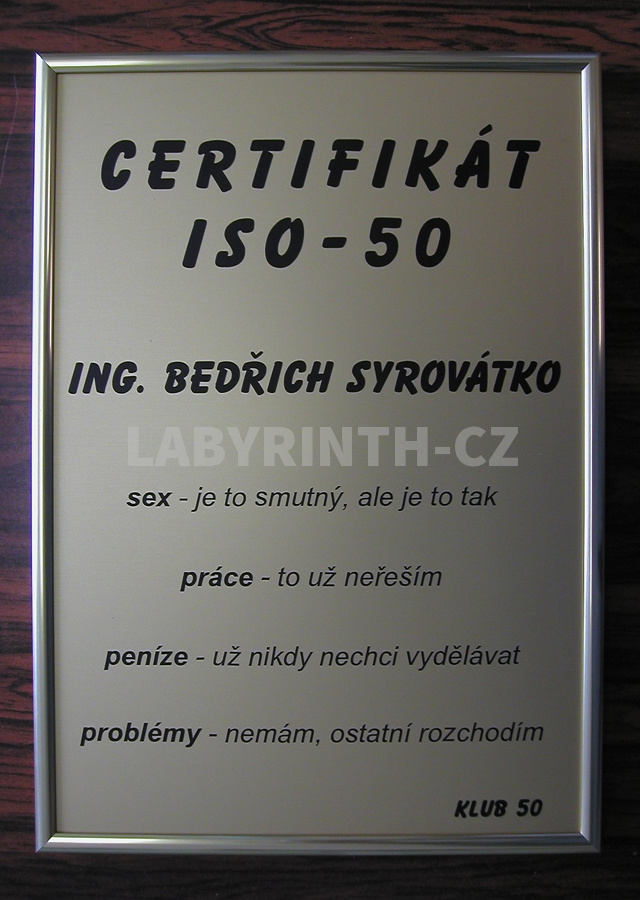 CERTIFIKÁT
ISO-50
ING. BEDŘICH SYROVÁTKO
LABYRINTH-CZ
sex - je to smutný, ale je to tak
práce - to už neřeším
peníze - už nikdy nechci vydělávat
problémy - nemám, ostatní rozchodím
KLUB 50